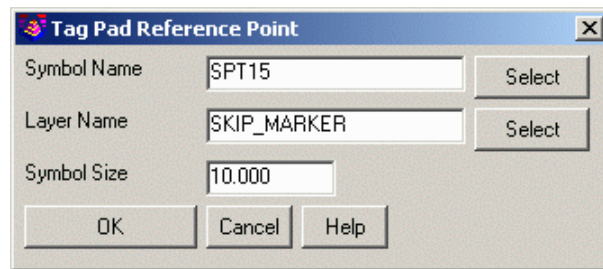 Tag Pad Reference Point
Symbol Name SPT15 Select
Layer Name SKIP_MARKER Select
Symbol Size 10.000
OK Cancel Help